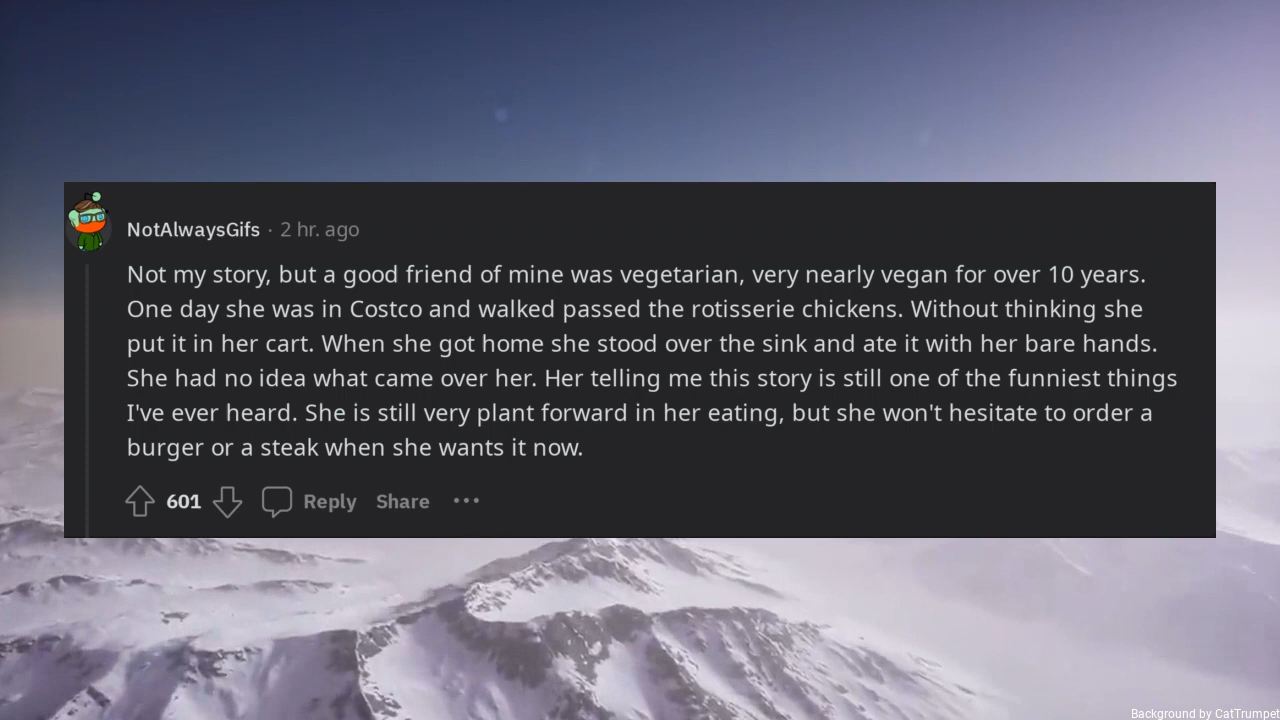 NotAlwaysGifs · 2 hr. ago
Not my story, but a good friend of mine was vegetarian, very nearly vegan for over 10 years.
One day she was in Costco and walked passed the rotisserie chickens. Without thinking she
put it in her cart. When she got home she stood over the sink and ate it with her bare hands.
She had no idea what came over her. Her telling me this story is still one of the funniest things
I've ever heard. She is still very plant forward in her eating, but she won't hesitate to order a
burger or a steak when she wants it now.
601 Reply Share ···
Background by CatTrumpet